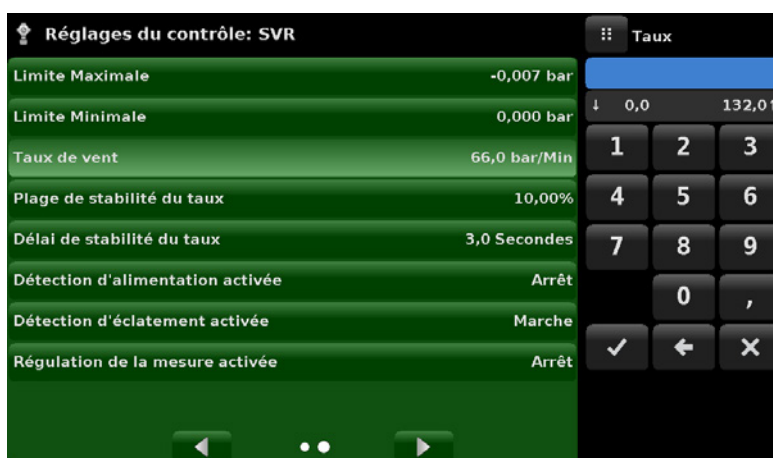 Réglages du contrôle: SVR
Taux
Limite Maximale -0,007 bar
Limite Minimale 0,000 bar
Taux de vent 66,0 bar/Min
Plage de stabilité du taux 10,00%
Délai de stabilité du taux 3,0 Secondes
Détection d'alimentation activée Arrêt
Détection d'éclatement activée Marche
Régulation de la mesure activée Arrêt
↓ 0,0
1 2 3
4 5 6
7 8 9
0 ,